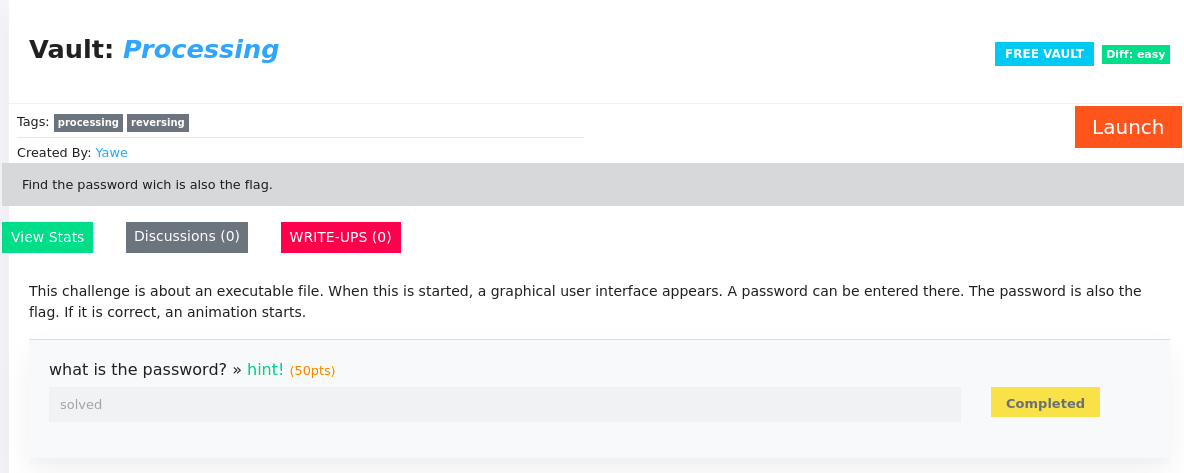 Vault: Processing
FREE VAULT
Diff: easy
Tags: processing reversing
Launch
Created By: Yawe
Find the password wich is also the flag.
View Stats
Discussions (0)
WRITE-UPS (0)
This challenge is about an executable file. When this is started, a graphical user interface appears. A password can be entered there. The password is also the
flag. If it is correct, an animation starts.
what is the password? » hint! (50pts)
solved
Completed